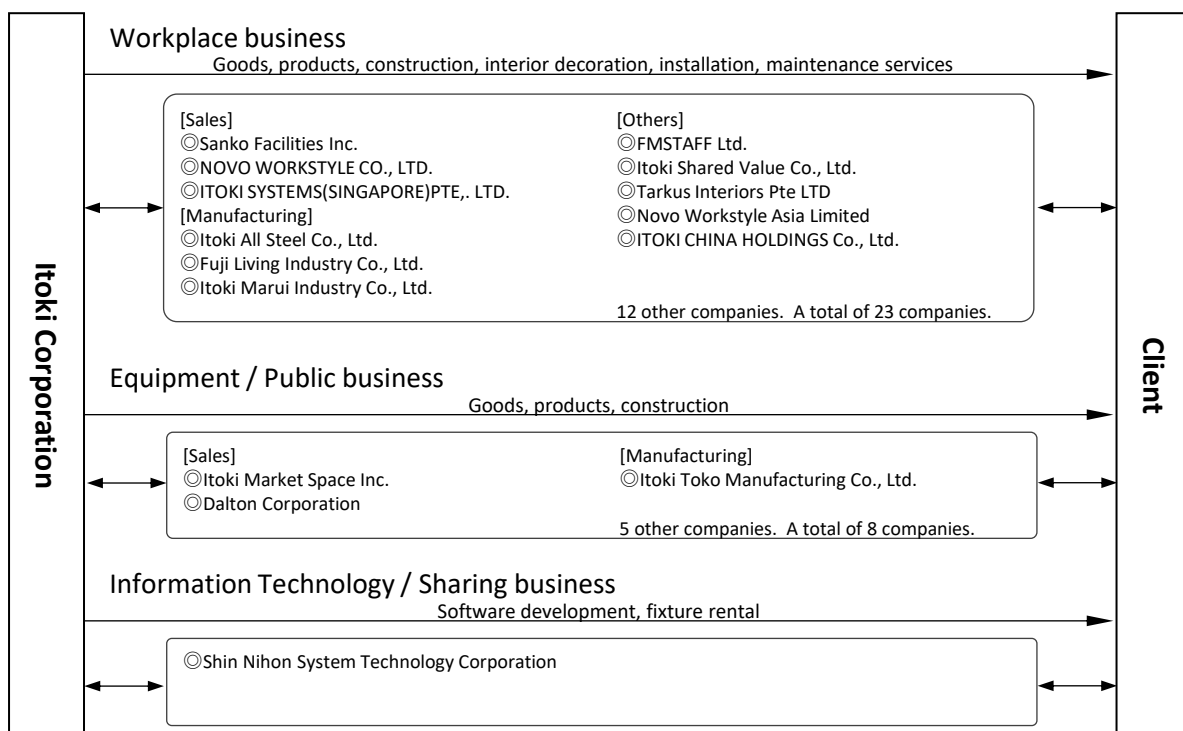 Itoki Corporation
Workplace business
Goods, products, construction, interior decoration, installation, maintenance services
[Sales]
◎Sanko Facilities Inc.
◎NOVO WORKSTYLE CO., LTD.
◎ITOKI SYSTEMS(SINGAPORE)PTE,. LTD.
[Manufacturing]
◎Itoki All Steel Co., Ltd.
◎Fuji Living Industry Co., Ltd.
◎Itoki Marui Industry Co., Ltd.
[Others]
◎FMSTAFF Ltd.
◎Itoki Shared Value Co., Ltd.
◎Tarkus Interiors Pte LTD
◎Novo Workstyle Asia Limited
◎ITOKI CHINA HOLDINGS Co., Ltd.
12 other companies.  A total of 23 companies.
Equipment / Public business
Goods, products, construction
[Sales]
◎Itoki Market Space Inc.
◎Dalton Corporation
[Manufacturing]
◎Itoki Toko Manufacturing Co., Ltd.
5 other companies.  A total of 8 companies.
Information Technology / Sharing business
Software development, fixture rental
◎Shin Nihon System Technology Corporation
Client